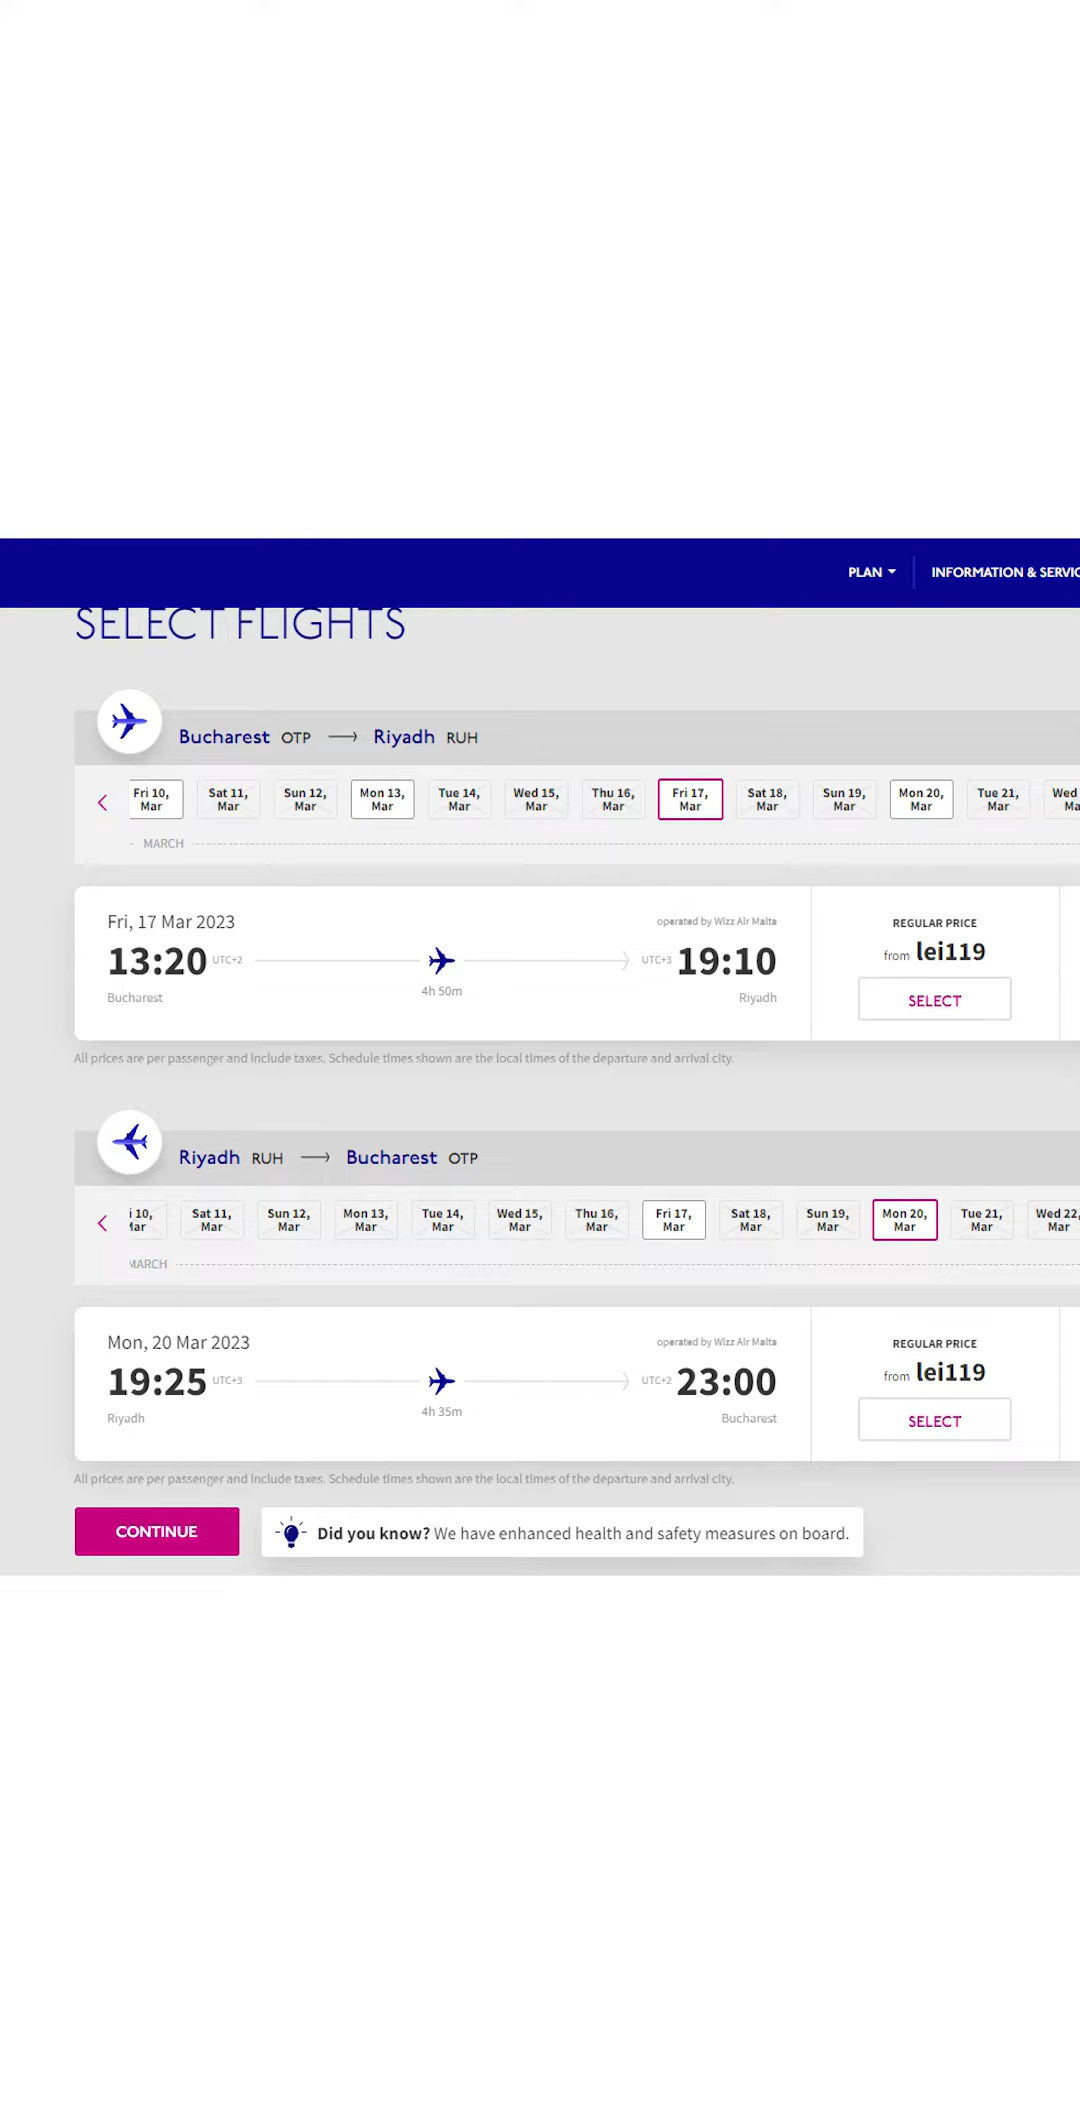 PLAN
INFORMATION & SERVIC
SELECT FLIGHTS
Bucharest OTP Riyadh RUH
Fri 10, Mar Sat 11, Mar Sun 12, Mar Mon 13, Mar Tue 14, Mar Wed 15, Mar Thu 16, Mar Fri 17, Mar Sat 18, Mar Sun 19, Mar Mon 20, Mar Tue 21, Mar Wed Ma
MARCH
Fri, 17 Mar 2023 operated by Wizz Air Malta
13:20 UTC+2 UTC+3 19:10
4h 50m
Bucharest Riyadh
REGULAR PRICE
from lei119
SELECT
All prices are per passenger and include taxes. Schedule times shown are the local times of the departure and arrival city.
Riyadh RUH Bucharest OTP
i 10, Mar Sat 11, Mar Sun 12, Mar Mon 13, Mar Tue 14, Mar Wed 15, Mar Thu 16, Mar Fri 17, Mar Sat 18, Mar Sun 19, Mar Mon 20, Mar Tue 21, Mar Wed 22, Mar
MARCH
Mon, 20 Mar 2023 operated by Wizz Air Malta
19:25 UTC+3 UTC+2 23:00
4h 35m
Riyadh Bucharest
REGULAR PRICE
from lei119
SELECT
All prices are per passenger and include taxes. Schedule times shown are the local times of the departure and arrival city.
CONTINUE
Did you know? We have enhanced health and safety measures on board.